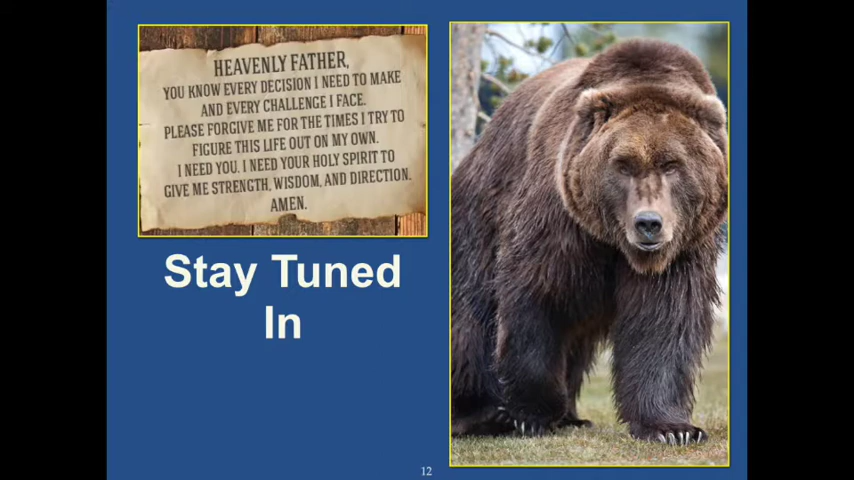 HEAVENLY FATHER,
YOU KNOW EVERY DECISION I NEED TO MAKE
AND EVERY CHALLENGE I FACE.
PLEASE FORGIVE ME FOR THE TIMES I TRY TO
FIGURE THIS LIFE OUT ON MY OWN.
I NEED YOU. I NEED YOUR HOLY SPIRIT TO
GIVE ME STRENGTH, WISDOM, AND DIRECTION.
AMEN.
Stay Tuned
In
12